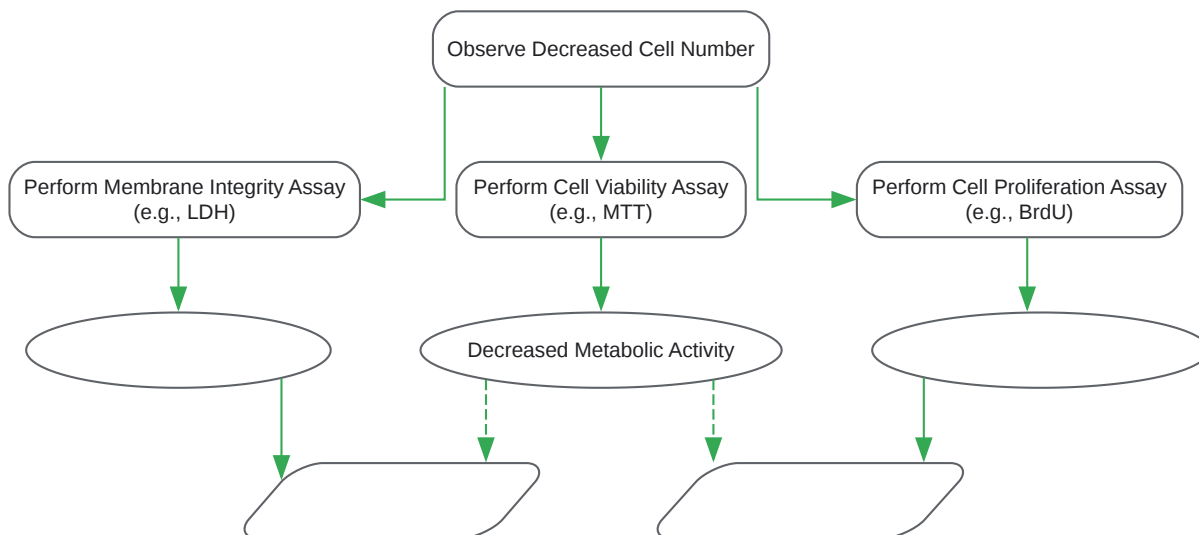 Observe Decreased Cell Number
Perform Membrane Integrity Assay
(e.g., LDH)
Perform Cell Viability Assay
(e.g., MTT)
Perform Cell Proliferation Assay
(e.g., BrdU)
Decreased Metabolic Activity